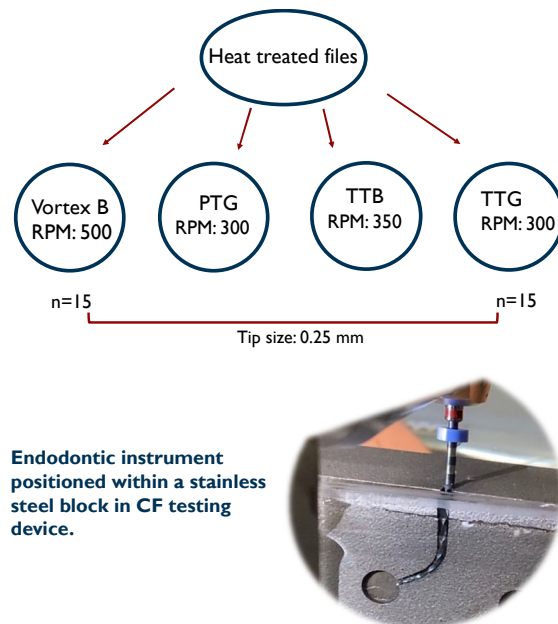 Heat treated files
Vortex B
RPM: 500
PTG
RPM: 300
TTB
RPM: 350
TTG
RPM: 300
n=15
n=15
Tip size: 0.25 mm
Endodontic instrument
positioned within a stainless
steel block in CF testing
device.